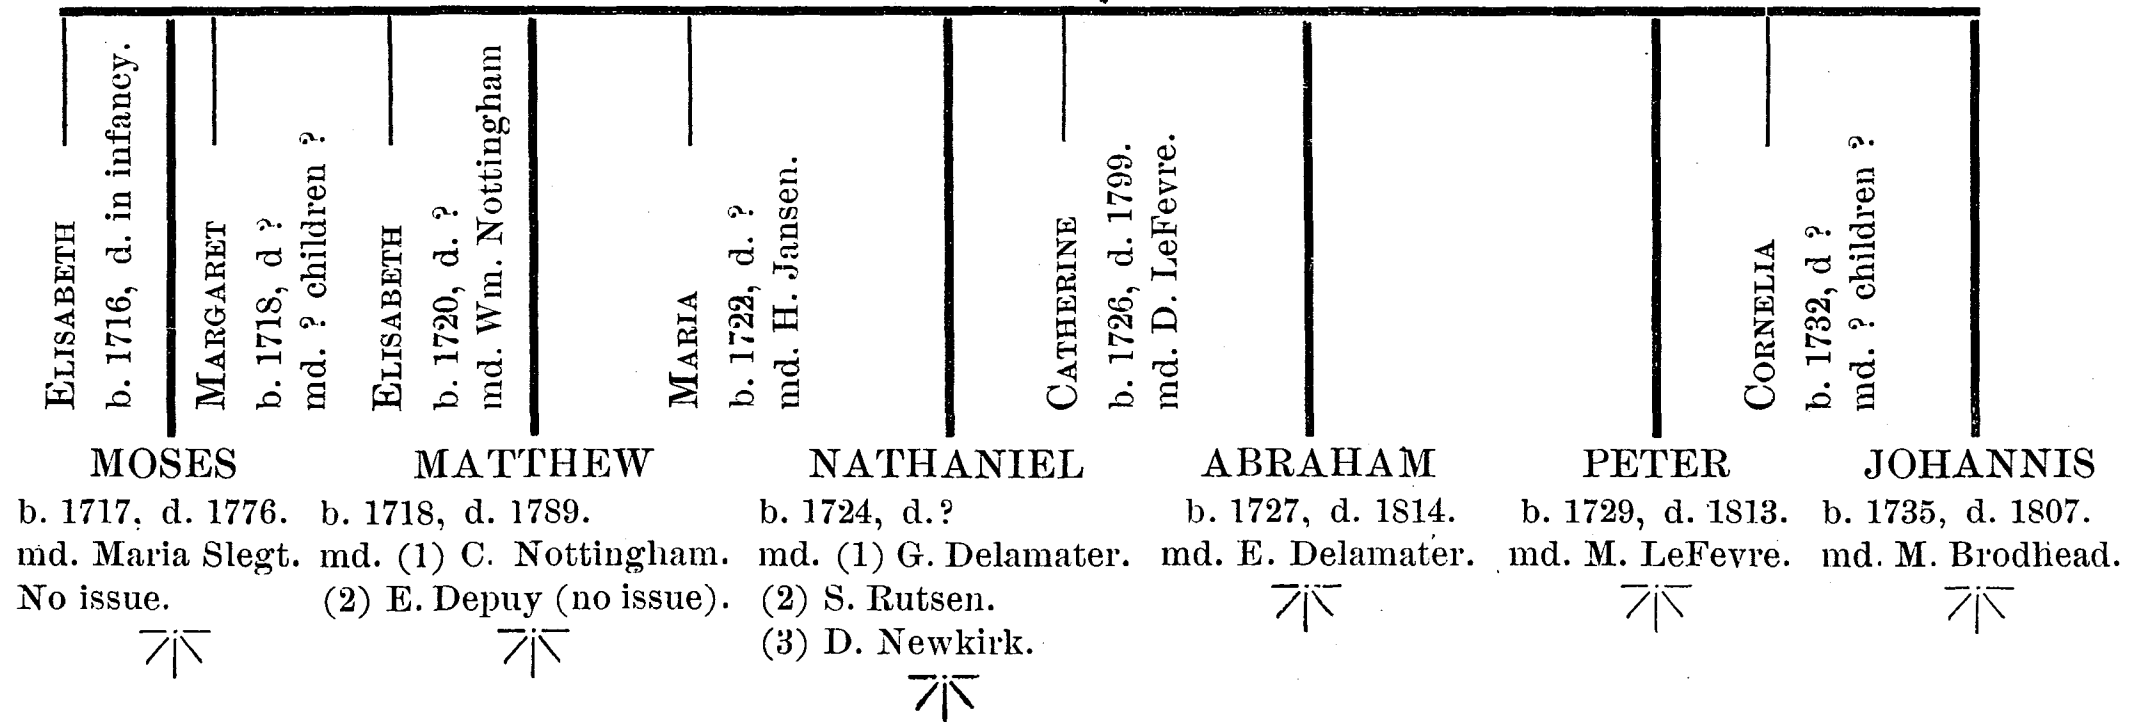 ELISABETH
b. 1716, d. in infancy.
MARGARET
b. 1718, d ?
md. ? children ?
ELISABETH
b. 1720, d. ?
md. Wm. Nottingham
MARIA
b. 1722, d. ?
md. H. Jansen.
CATHERINE
b. 1726, d. 1799.
md. D. LeFevre.
CORNELIA
b. 1732, d ?
md. ? children ?
MOSES
b. 1717, d. 1776.
md. Maria Slegt.
No issue.
MATTHEW
b. 1718, d. 1789.
md. (1) C. Nottingham.
(2) E. Depuy (no issue).
NATHANIEL
b. 1724, d.?
md. (1) G. Delamater.
(2) S. Rutsen.
(3) D. Newkirk.
ABRAHAM
b. 1727, d. 1814.
md. E. Delamater.
PETER
b. 1729, d. 1813.
md. M. LeFevre.
JOHANNIS
b. 1735, d. 1807.
md. M. Brodhead.